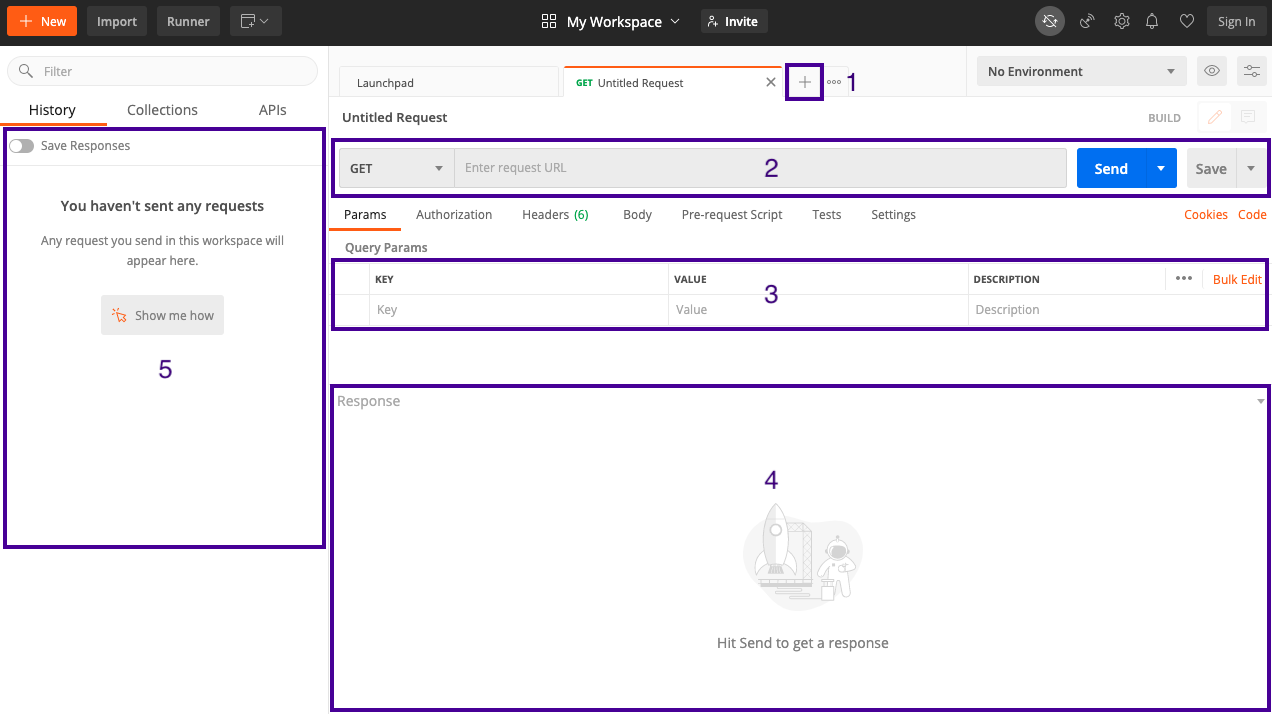 New Import Runner My Workspace Invite Sign In
Filter
History Collections APIs
Save Responses
You haven't sent any requests
Any request you send in this workspace will
appear here.
Show me how
5
Launchpad GET Untitled Request 1 No Environment
Untitled Request BUILD
GET Enter request URL 2 Send Save
Params Authorization Headers (6) Body Pre-request Script Tests Settings Cookies Code
Query Params
KEY VALUE DESCRIPTION Bulk Edit
3
Key Value Description
Response
4
Hit Send to get a response